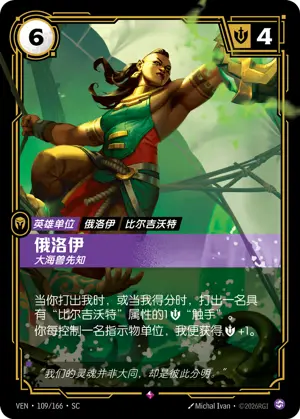 6
4
英雄单位 俄洛伊 比尔吉沃特
俄洛伊
大海兽先知
当你打出我时，或当我得分时，打出一名具
有“比尔吉沃特”属性的1 “触手”。
你每控制一名指示物单位，我便获得 +1。
“我们的灵魂并非大同，却是彼此分明。”
VEN · 109/166 · SC
Michal Ivan · ©2026RGI